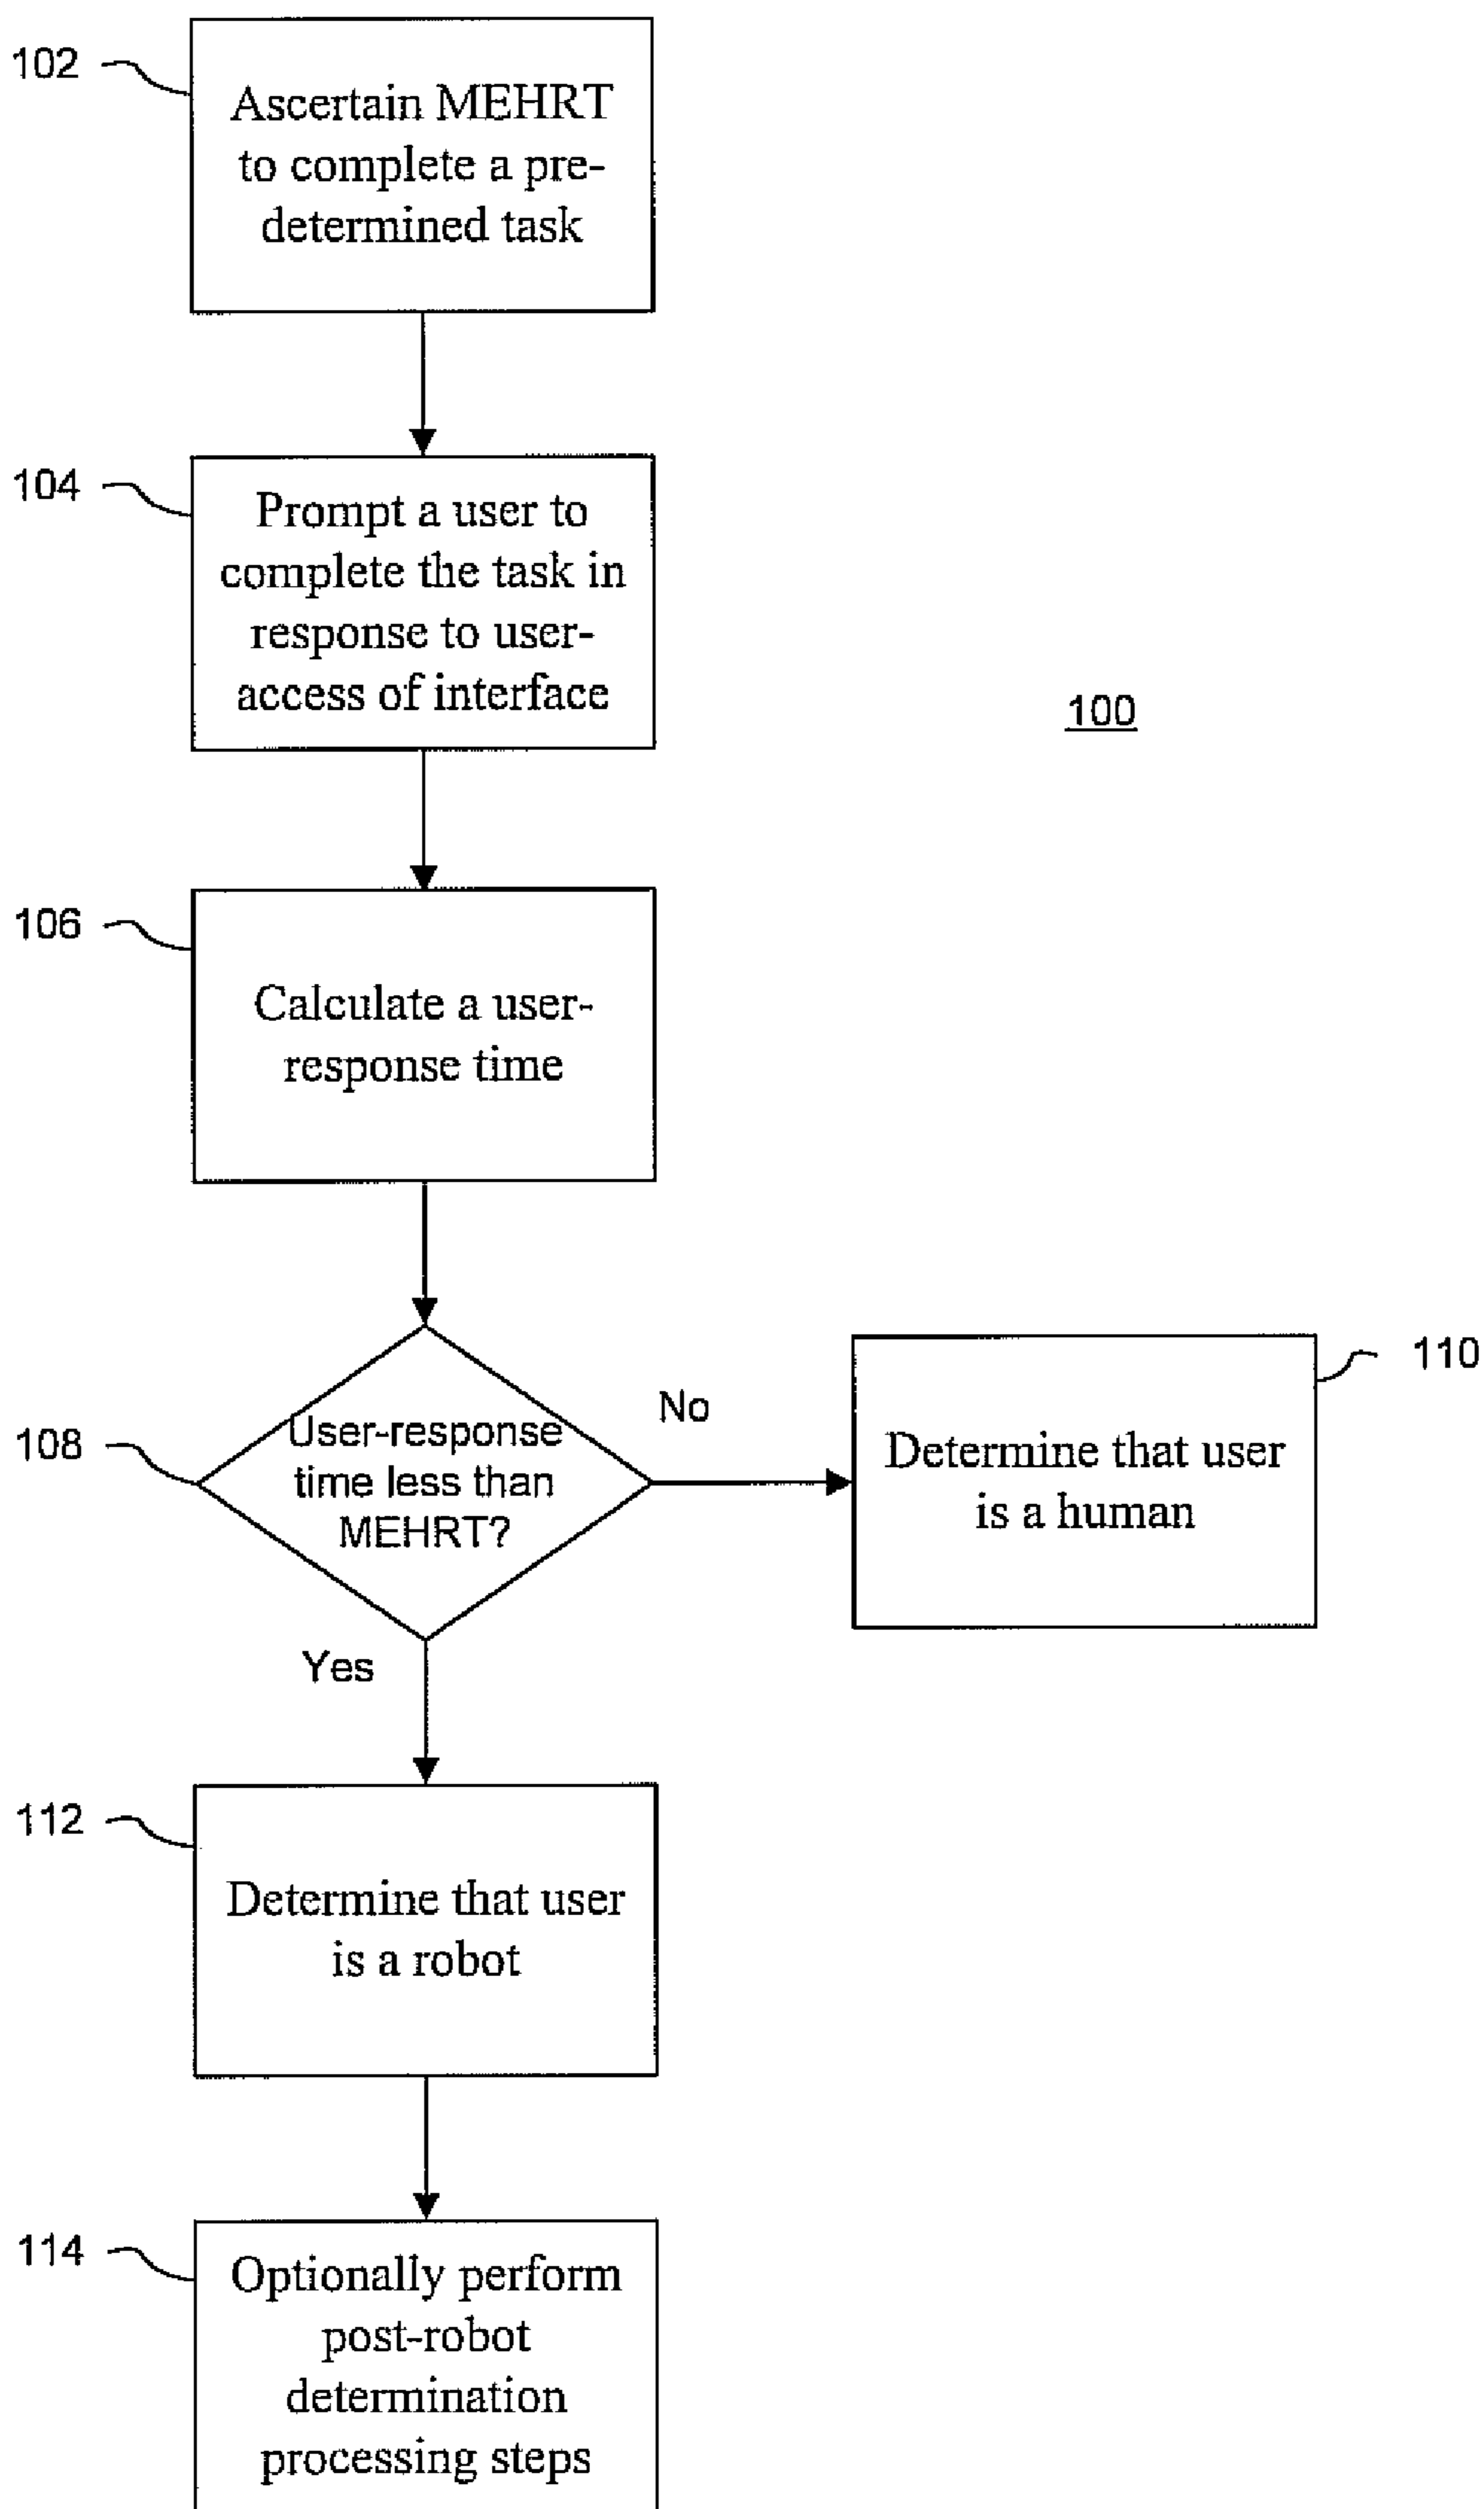 102
Ascertain MEHRT
to complete a pre-
determined task
104
Prompt a user to
complete the task in
response to user-
access of interface
100
106
Calculate a user-
response time
108
User-response
time less than
MEHRT?
No
110
Determine that user
is a human
Yes
112
Determine that user
is a robot
114
Optionally perform
post-robot
determination
processing steps